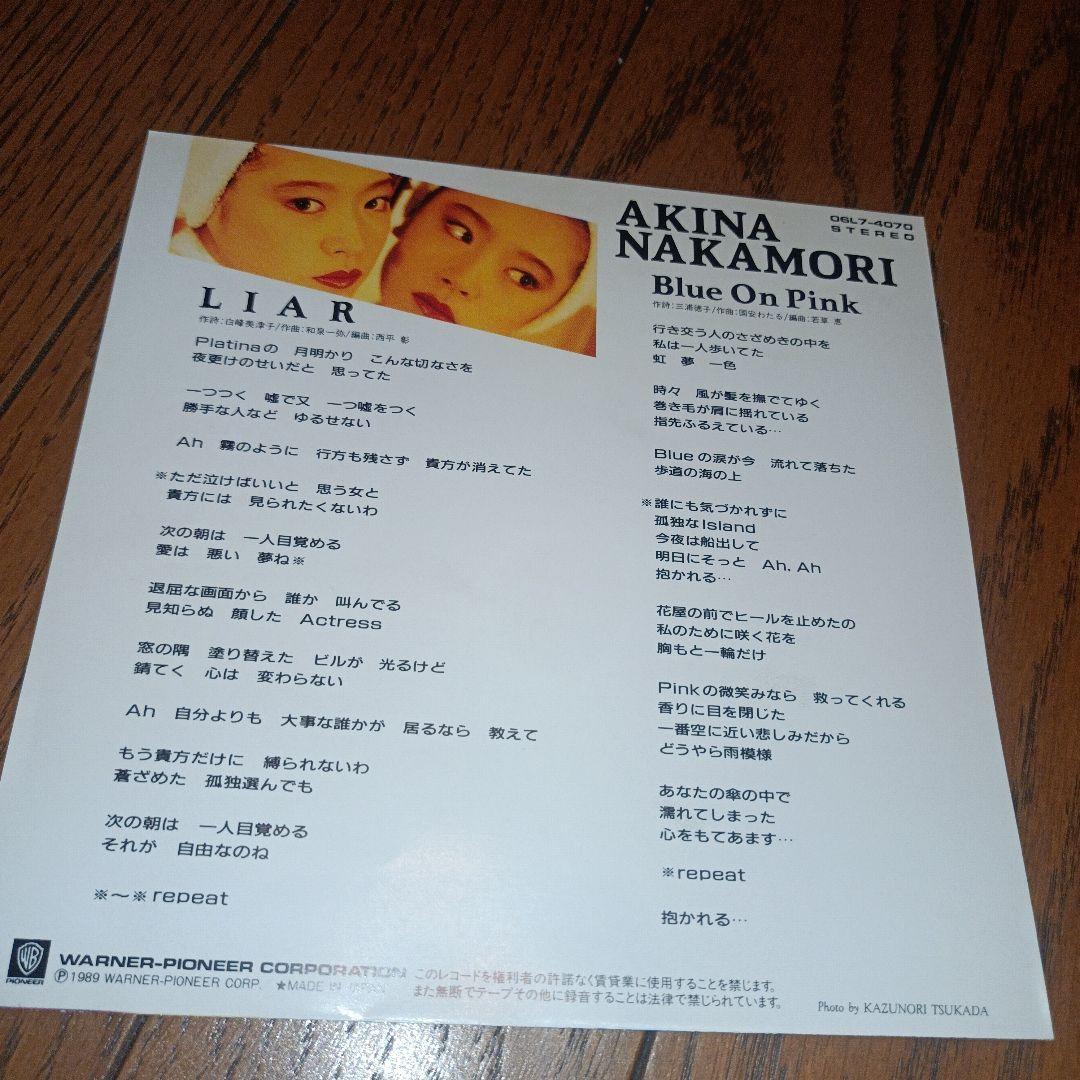 LIAR
作詩：白峰美津子/作曲：和泉一弥/編曲：西平 彰
Platinaの 月明かり こんな切なさを
夜更けのせいだと 思ってた
一つつく 嘘で又 一つ嘘をつく
勝手な人など ゆるせない
Ah 霧のように 行方も残さず 貴方が消えてた
※ただ泣けばいいと 思う女と
貴方には 見られたくないわ
次の朝は 一人目覚める
愛は 悪い 夢ね※
退屈な画面から 誰か 叫んでる
見知らぬ 顔した Actress
窓の隅 塗り替えた ビルが 光るけど
錆てく 心は 変わらない
Ah 自分よりも 大事な誰かが 居るなら 教えて
もう貴方だけに 縛られないわ
蒼ざめた 孤独選んでも
次の朝は 一人目覚める
それが 自由なのね
※〜※repeat
AKINA
NAKAMORI
06L7-4070
STEREO
Blue On Pink
作詩：三浦徳子/作曲：国安わたる/編曲：若草 恵
行き交う人のさざめきの中を
私は一人歩いてた
虹 夢 一色
時々 風が髪を撫でてゆく
巻き毛が肩に揺れている
指先ふるえている…
Blueの涙が今 流れて落ちた
歩道の海の上
※誰にも気づかれずに
孤独なIsland
今夜は船出して
明日にそっと Ah, Ah
抱かれる…
花屋の前でヒールを止めたの
私のために咲く花を
胸もと一輪だけ
Pinkの微笑みなら 救ってくれる
香りに目を閉じた
一番空に近い悲しみだから
どうやら雨模様
あなたの傘の中で
濡れてしまった
心をもてあます…
※repeat
抱かれる…
WB
PIONEER
WARNER-PIONEER CORPORATION
Ⓟ1989 WARNER-PIONEER CORP. ★MADE IN JAPAN
このレコードを権利者の許諾なく賃貸業に使用することを禁じます。
また無断でテープその他に録音することは法律で禁じられています。
Photo by KAZUNORI TSUKADA